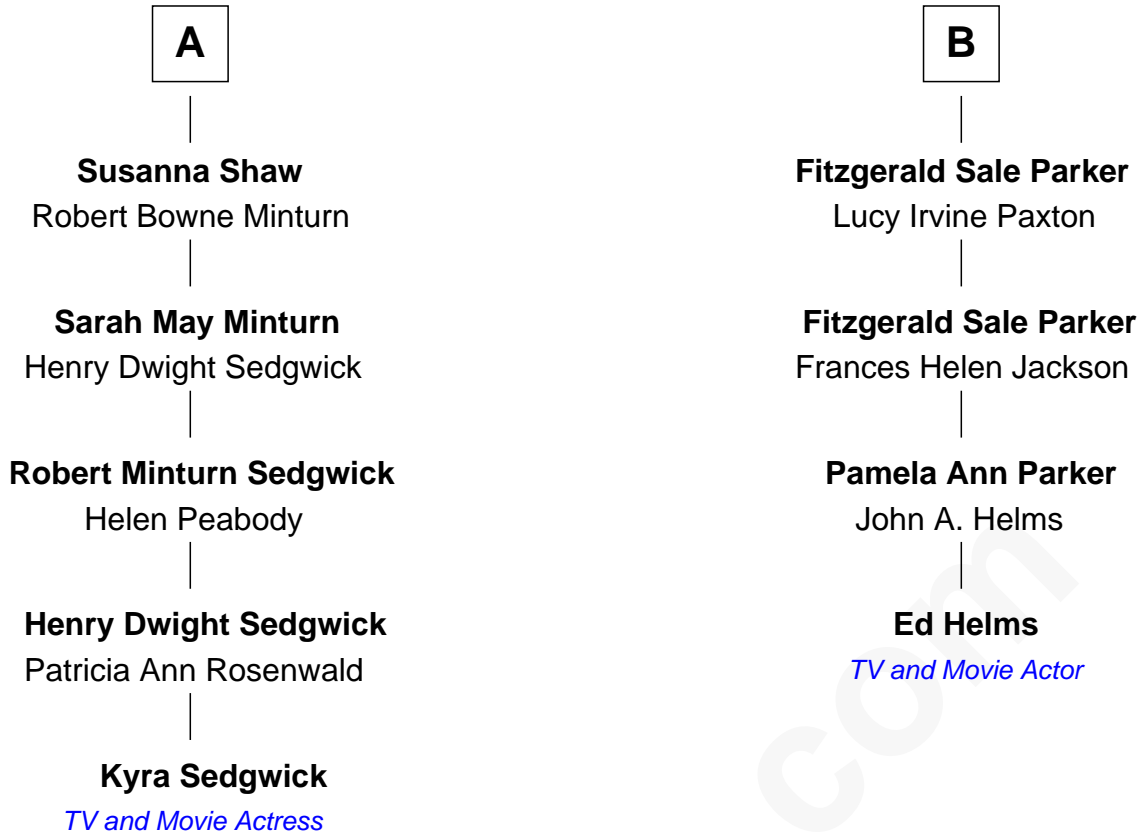 A
Susanna Shaw
Robert Bowne Minturn
Sarah May Minturn
Henry Dwight Sedgwick
Robert Minturn Sedgwick
Helen Peabody
Henry Dwight Sedgwick
Patricia Ann Rosenwald
Kyra Sedgwick
TV and Movie Actress
B
Fitzgerald Sale Parker
Lucy Irvine Paxton
Fitzgerald Sale Parker
Frances Helen Jackson
Pamela Ann Parker
John A. Helms
Ed Helms
TV and Movie Actor
com